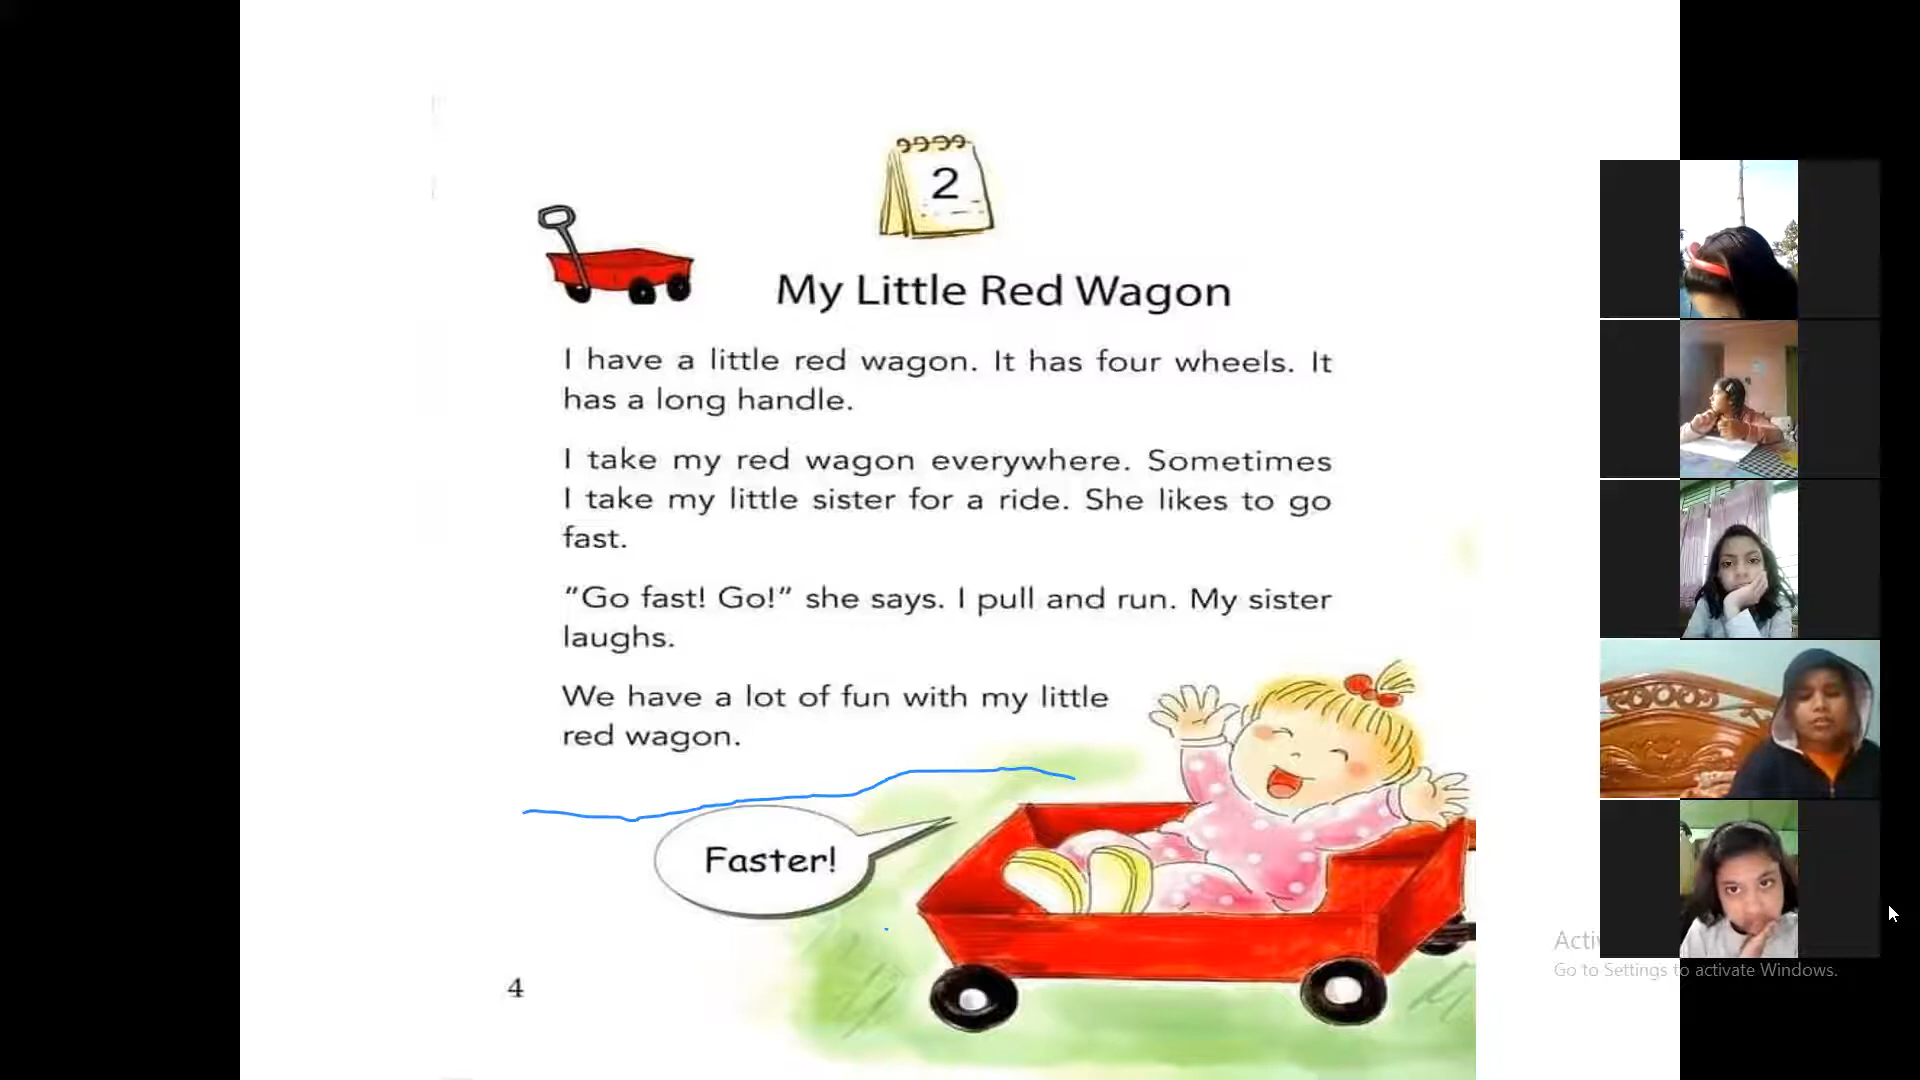 2
My Little Red Wagon
I have a little red wagon. It has four wheels. It
has a long handle.
I take my red wagon everywhere. Sometimes
I take my little sister for a ride. She likes to go
fast.
"Go fast! Go!" she says. I pull and run. My sister
laughs.
We have a lot of fun with my little
red wagon.
Faster!
4
Go to Settings to activate Windows.